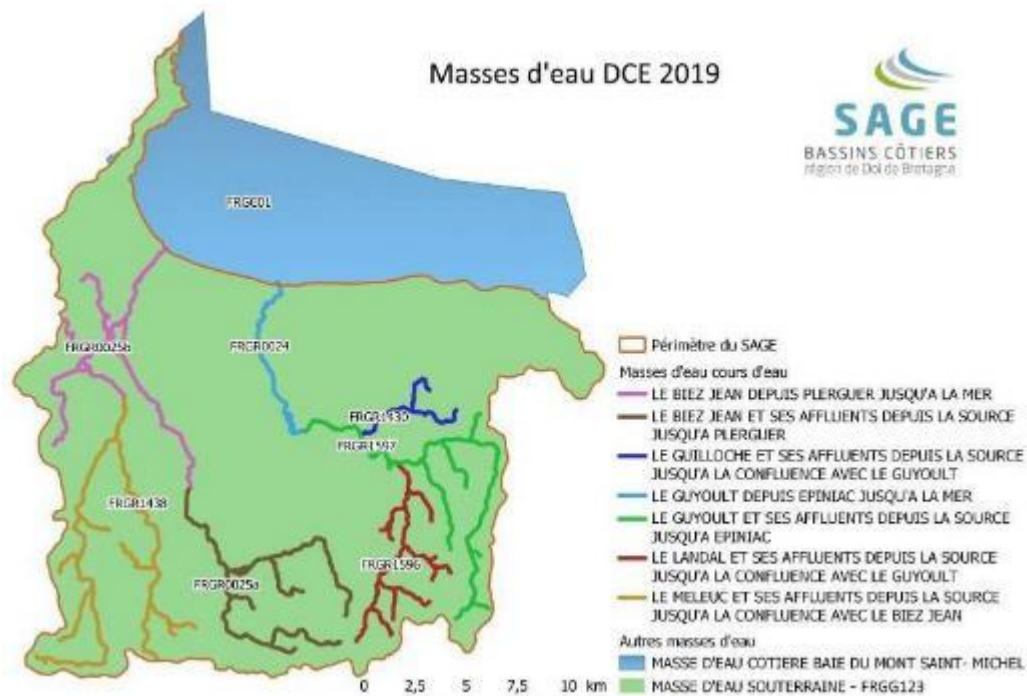 Masses d'eau DCE 2019
SAGE
BASSINS CÔTIERS
région de Dol de Bretagne
FRGC01
FRGR0025b
FRGR0024
FRGR1430
FRGR1597
FRGR1438
FRGR0025a
FRGR1596
Périmètre du SAGE
Masses d'eau cours d'eau
LE BIEZ JEAN DEPUIS PLERGUER JUSQU'A LA MER
LE BIEZ JEAN ET SES AFFLUENTS DEPUIS LA SOURCE
JUSQU'A PLERGUER
LE GUILLOCHE ET SES AFFLUENTS DEPUIS LA SOURCE
JUSQU'A LA CONFLUENCE AVEC LE GUYOULT
LE GUYOULT DEPUIS EPINIAC JUSQU'A LA MER
LE GUYOULT ET SES AFFLUENTS DEPUIS LA SOURCE
JUSQU'A EPINIAC
LE LANDAL ET SES AFFLUENTS DEPUIS LA SOURCE
JUSQU'A LA CONFLUENCE AVEC LE GUYOULT
LE MELEUC ET SES AFFLUENTS DEPUIS LA SOURCE
JUSQU'A LA CONFLUENCE AVEC LE BIEZ JEAN
Autres masses d'eau
MASSE D'EAU COTIERE BAIE DU MONT SAINT- MICHEL
MASSE D'EAU SOUTERRAINE - FRGG123
0 2,5 5 7,5 10 km